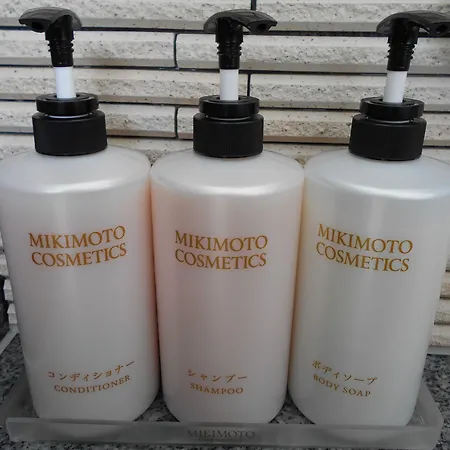 MIKIMOTO
COSMETICS
コンディショナー
CONDITIONER
MIKIMOTO
COSMETICS
シャンプー
SHAMPOO
MIKIMOTO
COSMETICS
ボディソープ
BODY SOAP
MIKIMOTO